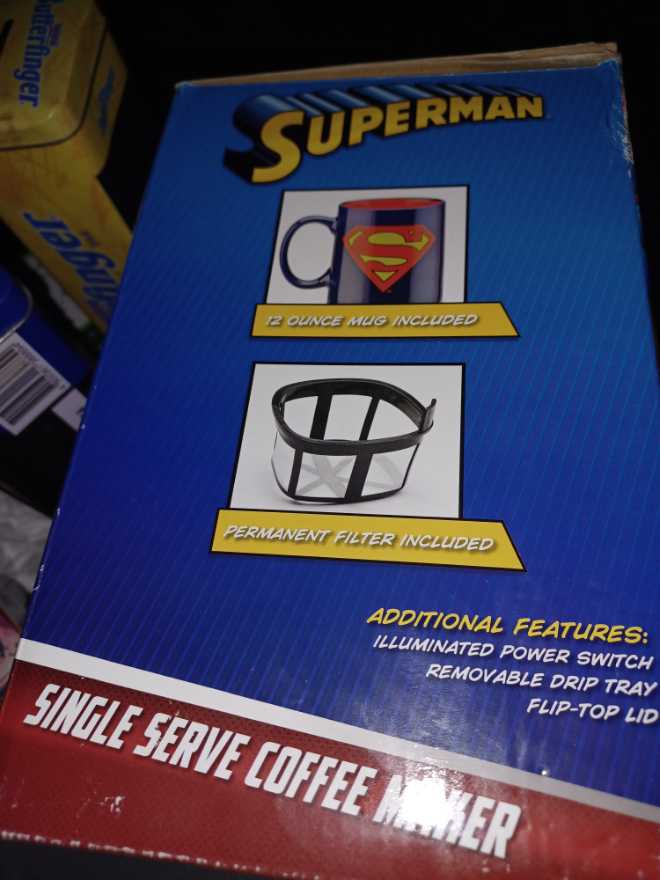 Butterfinger
SUPERMAN
12 OUNCE MUG INCLUDED
PERMANENT FILTER INCLUDED
ADDITIONAL FEATURES:
ILLUMINATED POWER SWITCH
REMOVABLE DRIP TRAY
FLIP-TOP LID
SINGLE SERVE COFFEE MAKER